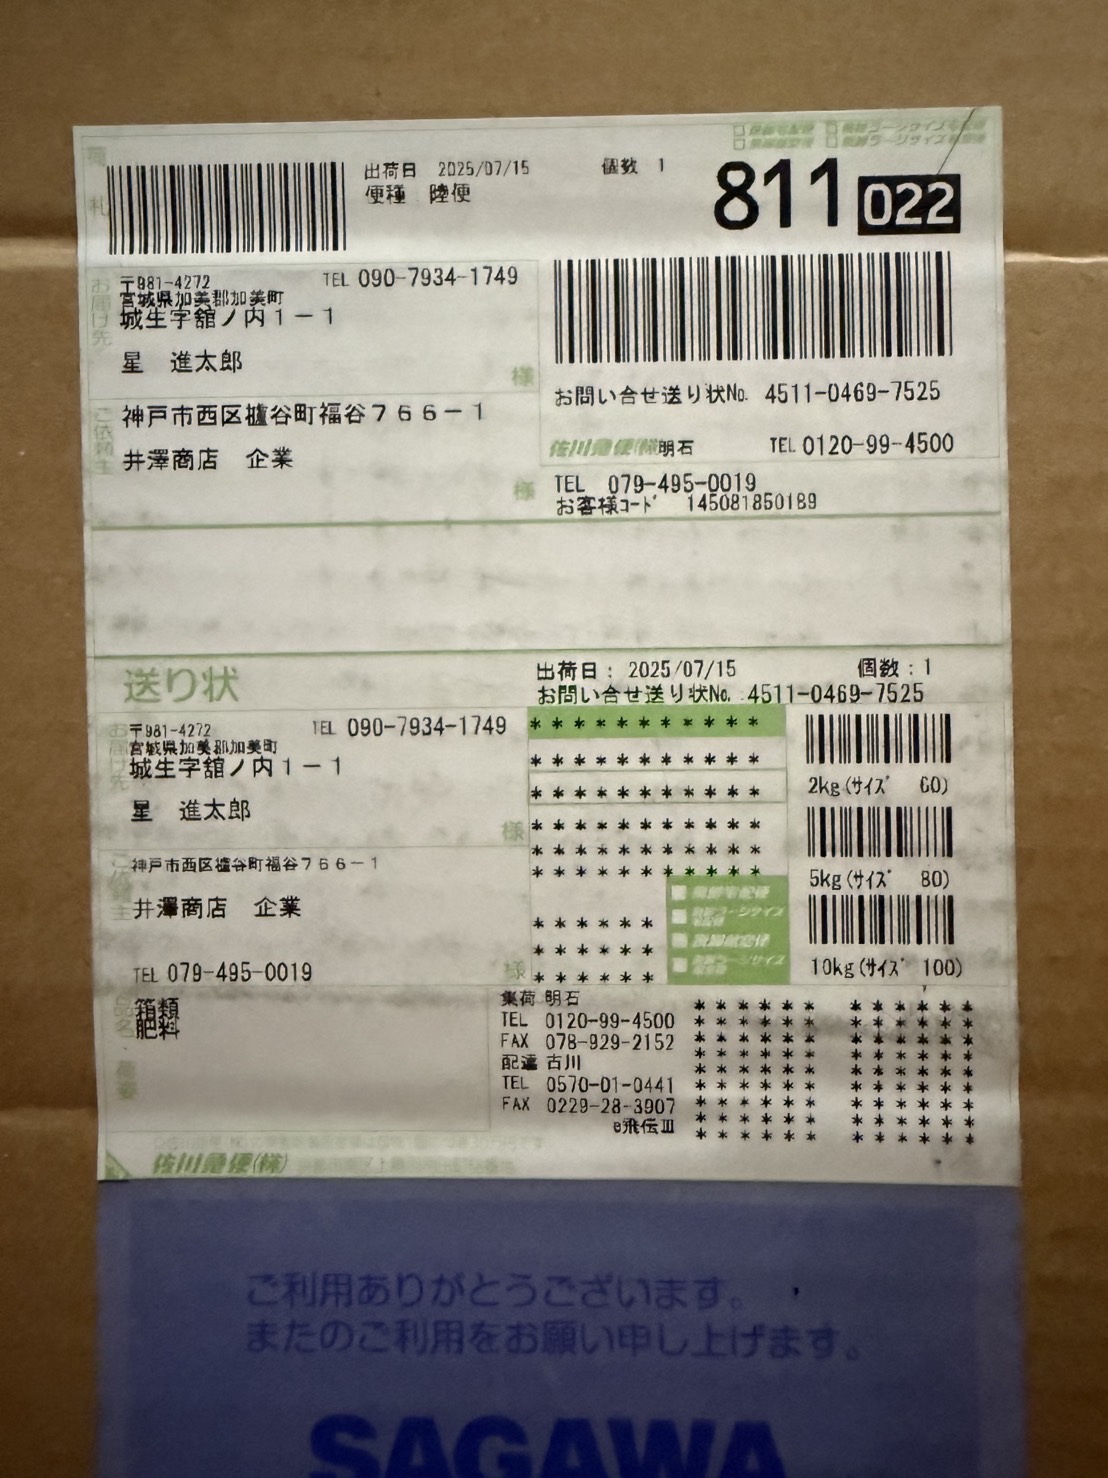 出荷日 2025/07/15 個数 1
便種 陸便
811 022
お届け先
〒981-4272 TEL 090-7934-1749
宮城県加美郡加美町
城生字舘ノ内1-1
星 進太郎
様
ご依頼主
神戸市西区櫨谷町福谷766-1
井澤商店 企業
様
お問い合せ送り状No. 4511-0469-7525
佐川急便(株)明石 TEL 0120-99-4500
TEL 079-495-0019
お客様コード 145081850189
送り状
出荷日: 2025/07/15 個数:1
お問い合せ送り状No. :4511-0469-7525
〒981-4272 TEL 090-7934-1749
宮城県加美郡加美町
城生字舘ノ内1-1
星 進太郎
様
神戸市西区櫨谷町福谷766-1
井澤商店 企業
TEL 079-495-0019
様
***********
***********
***********
***********
***********
***********
******
******
******
2kg(サイズ 60)
5kg(サイズ 80)
10kg(サイズ 100)
品名
箱類
肥料
集荷 明石
TEL 0120-99-4500
FAX 078-929-2152
配達 古川
TEL 0570-01-0441
FAX 0229-28-3907
e飛伝Ⅲ
****** ******
****** ******
****** ******
****** ******
****** ******
****** ******
****** ******
****** ******
****** ******
佐川急便(株)
ご利用ありがとうございます。
またのご利用をお願い申し上げます。
SAGAWA